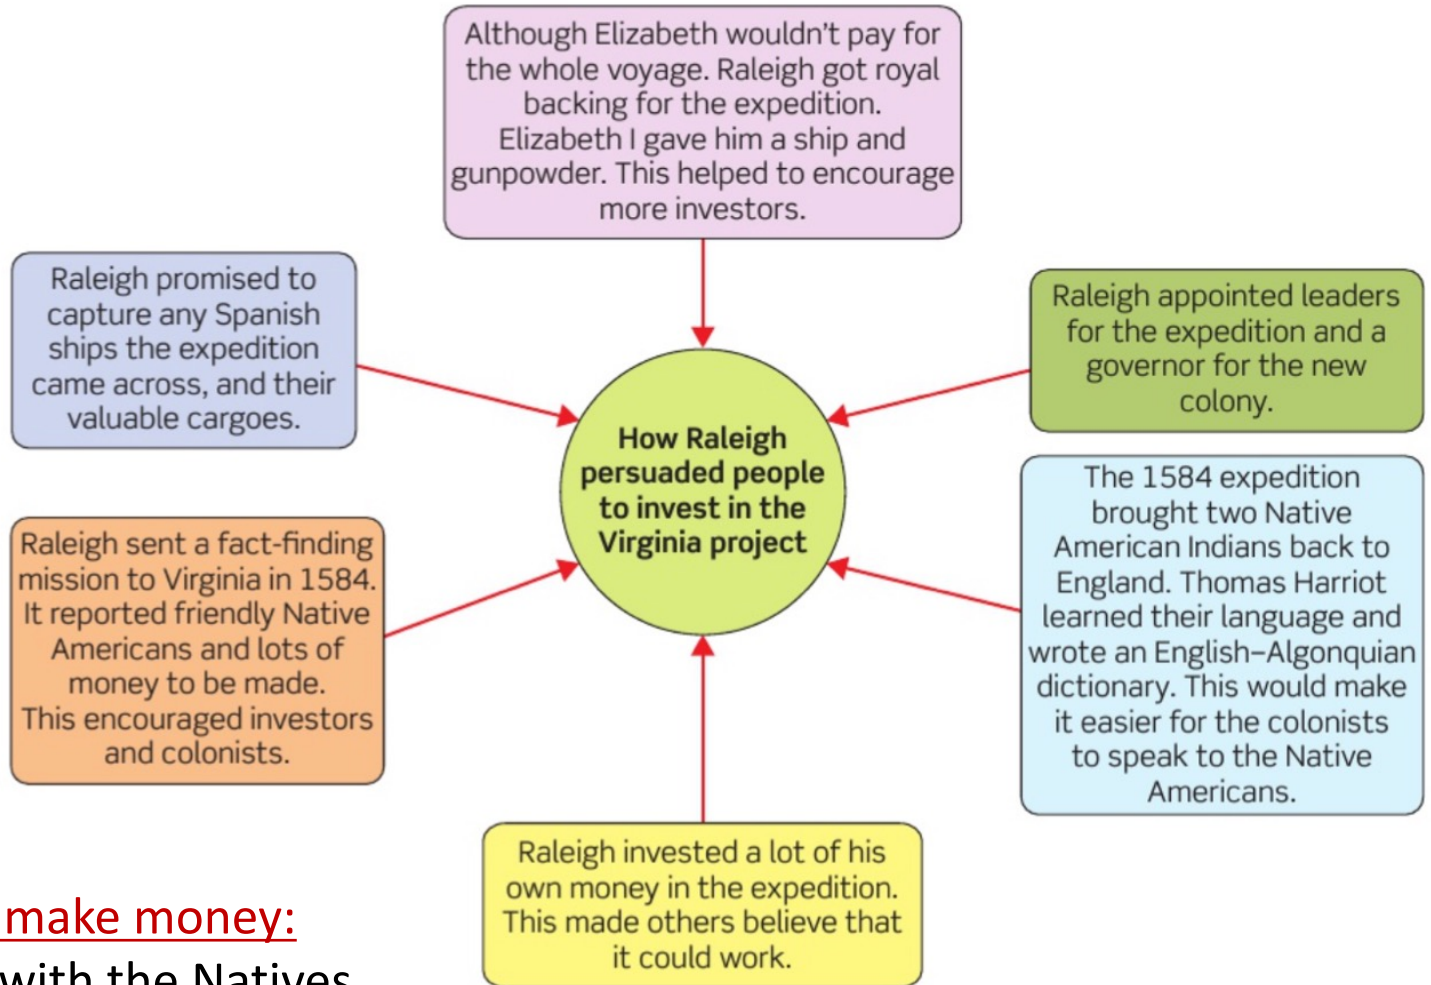 Although Elizabeth wouldn't pay for
the whole voyage. Raleigh got royal
backing for the expedition.
Elizabeth I gave him a ship and
gunpowder. This helped to encourage
more investors.
Raleigh promised to
capture any Spanish
ships the expedition
came across, and their
valuable cargoes.
Raleigh appointed leaders
for the expedition and a
governor for the new
colony.
How Raleigh
persuaded people
to invest in the
Virginia project
Raleigh sent a fact-finding
mission to Virginia in 1584.
It reported friendly Native
Americans and lots of
money to be made.
This encouraged investors
and colonists.
The 1584 expedition
brought two Native
American Indians back to
England. Thomas Harriot
learned their language and
wrote an English–Algonquian
dictionary. This would make
it easier for the colonists
to speak to the Native
Americans.
Raleigh invested a lot of his
own money in the expedition.
This made others believe that
it could work.
make money:
with the Natives